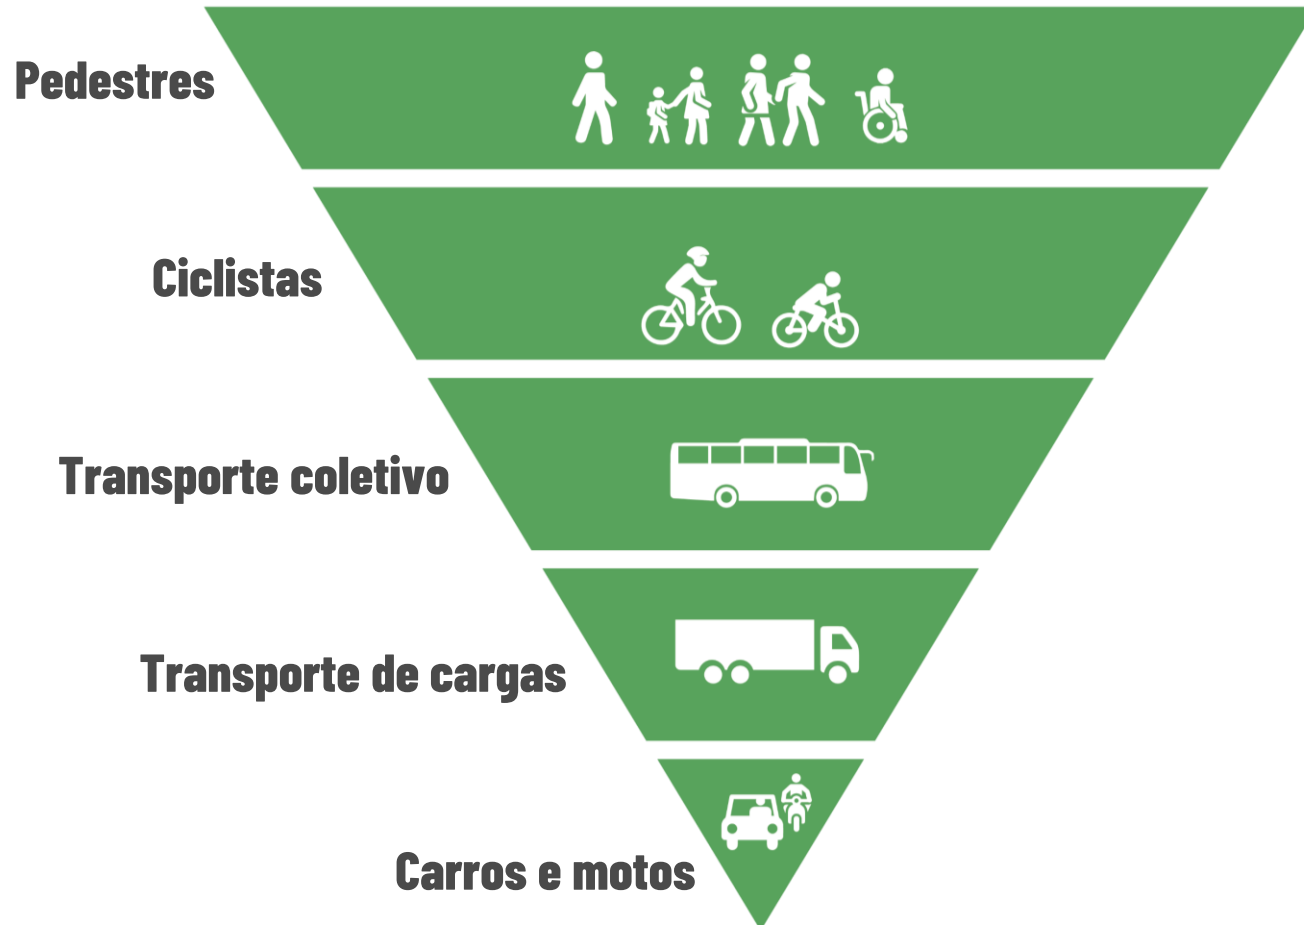 Pedestres
Ciclistas
Transporte coletivo
Transporte de cargas
Carros e motos